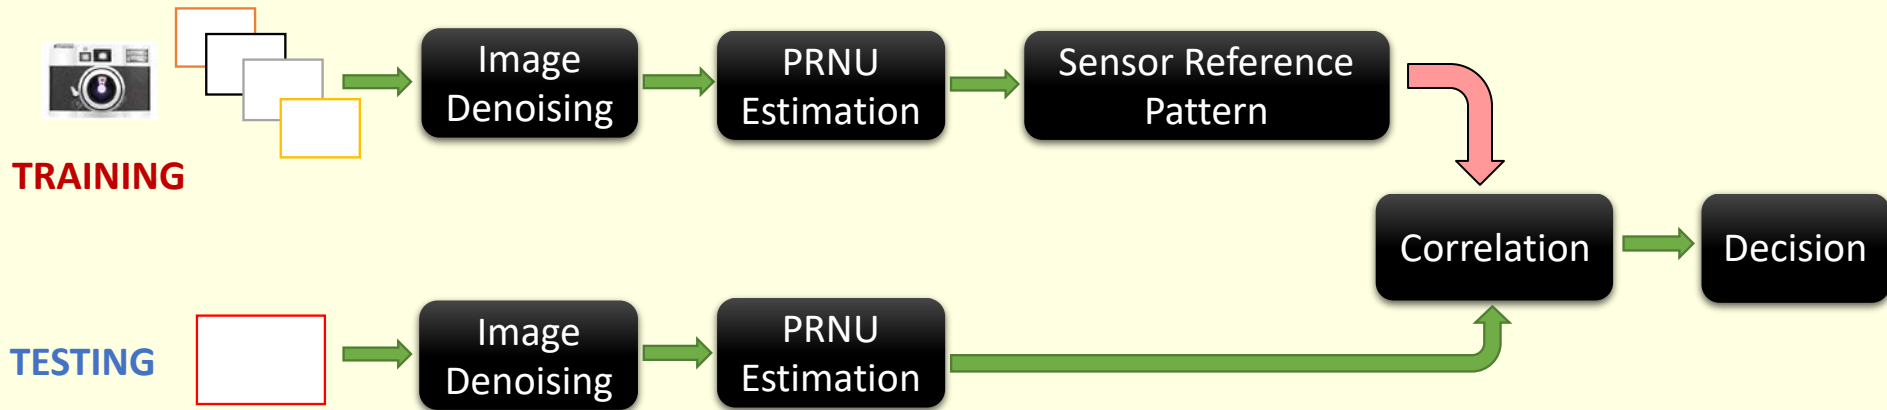 Image
Denoising
PRNU
Estimation
Sensor Reference
Pattern
TRAINING
Correlation
Decision
TESTING
Image
Denoising
PRNU
Estimation